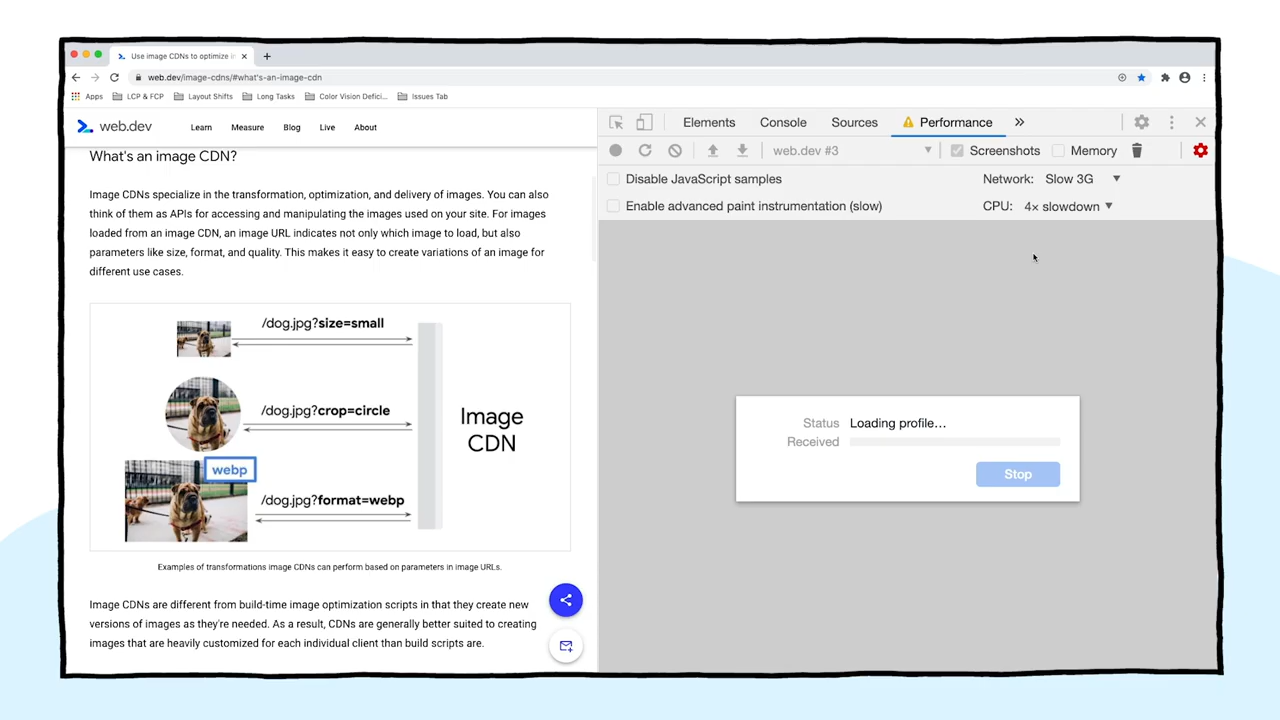 Use image CDNs to optimize i
web.dev/image-cdns/#what's-an-image-cdn
Apps LCP & FCP Layout Shifts Long Tasks Color Vision Defici... Issues Tab
web.dev Learn Measure Blog Live About
What's an image CDN?
Image CDNs specialize in the transformation, optimization, and delivery of images. You can also
think of them as APIs for accessing and manipulating the images used on your site. For images
loaded from an image CDN, an image URL indicates not only which image to load, but also
parameters like size, format, and quality. This makes it easy to create variations of an image for
different use cases.
/dog.jpg?size=small
/dog.jpg?crop=circle
Image
CDN
webp
/dog.jpg?format=webp
Examples of transformations image CDNs can perform based on parameters in image URLs.
Image CDNs are different from build-time image optimization scripts in that they create new
versions of images as they're needed. As a result, CDNs are generally better suited to creating
images that are heavily customized for each individual client than build scripts are.
Elements Console Sources Performance
web.dev #3 Screenshots Memory
Disable JavaScript samples Network: Slow 3G
Enable advanced paint instrumentation (slow) CPU: 4× slowdown
Status Loading profile…
Received
Stop